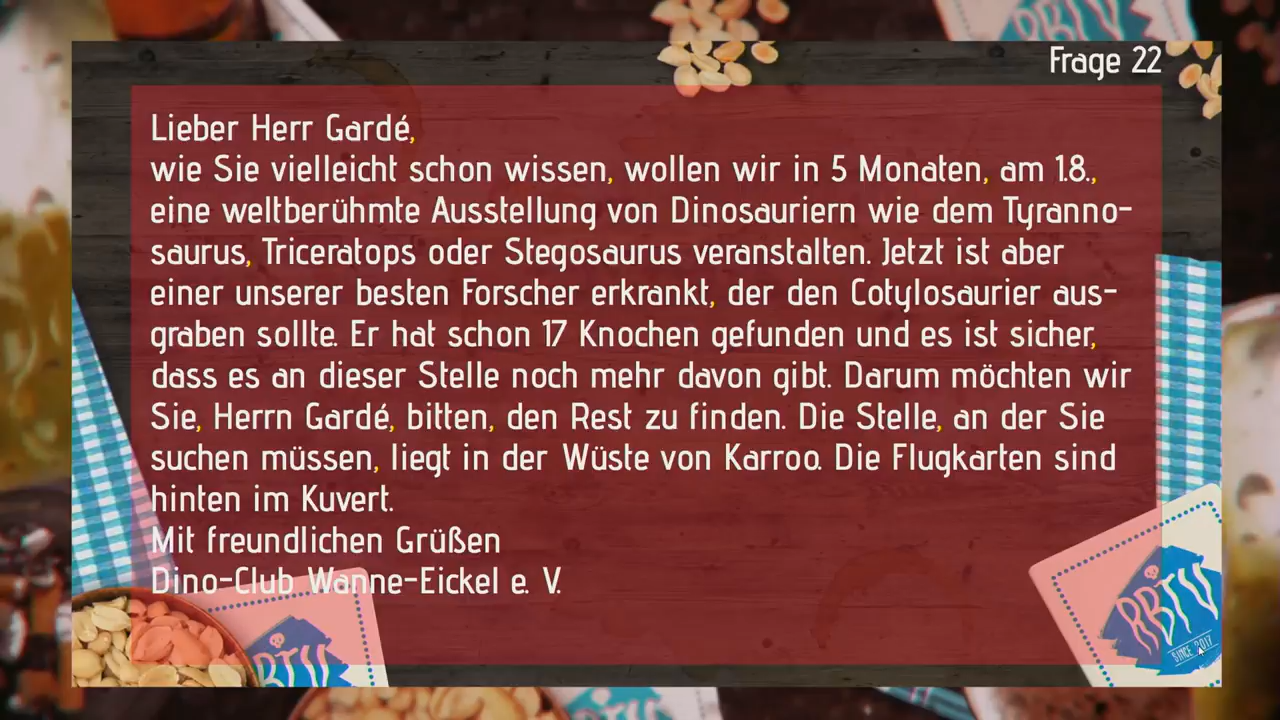 Frage 22
Lieber Herr Gardé,
wie Sie vielleicht schon wissen, wollen wir in 5 Monaten, am 1.8.,
eine weltberühmte Ausstellung von Dinosauriern wie dem Tyranno-
saurus, Triceratops oder Stegosaurus veranstalten. Jetzt ist aber
einer unserer besten Forscher erkrankt, der den Cotylosaurier aus-
graben sollte. Er hat schon 17 Knochen gefunden und es ist sicher,
dass es an dieser Stelle noch mehr davon gibt. Darum möchten wir
Sie, Herrn Gardé, bitten, den Rest zu finden. Die Stelle, an der Sie
suchen müssen, liegt in der Wüste von Karroo. Die Flugkarten sind
hinten im Kuvert.
Mit freundlichen Grüßen
Dino-Club Wanne-Eickel e. V.
RBTV
RBTV
SINCE 2017
RBTV